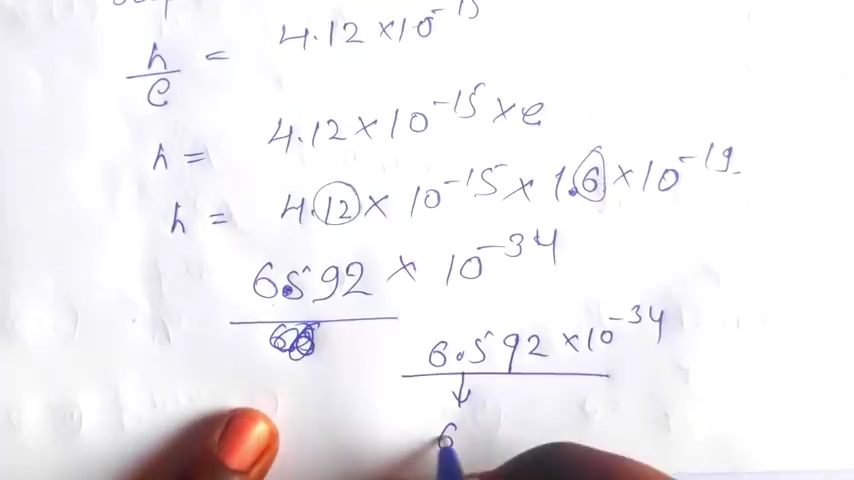 h/e = 4.12 × 10⁻¹⁵
h = 4.12 × 10⁻¹⁵ × e
h = 4.12 × 10⁻¹⁵ × 1.6 × 10⁻¹⁹
6.592 × 10⁻³⁴
6.592 × 10⁻³⁴
↓
6